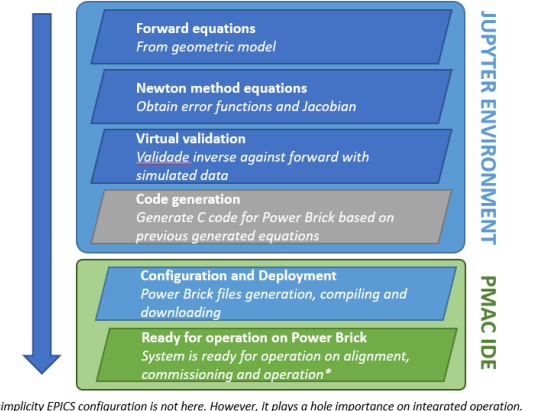 Forward equations
From geometric model
Newton method equations
Obtain error functions and Jacobian
Virtual validation
Validade inverse against forward with
simulated data
Code generation
Generate C code for Power Brick based on
previous generated equations
JUPYTER ENVIRONMENT
Configuration and Deployment
Power Brick files generation, compiling and
downloading
Ready for operation on Power Brick
System is ready for operation on alignment,
commissioning and operation*
PMAC IDE
simplicity EPICS configuration is not here. However, it plays a hole importance on integrated operation.